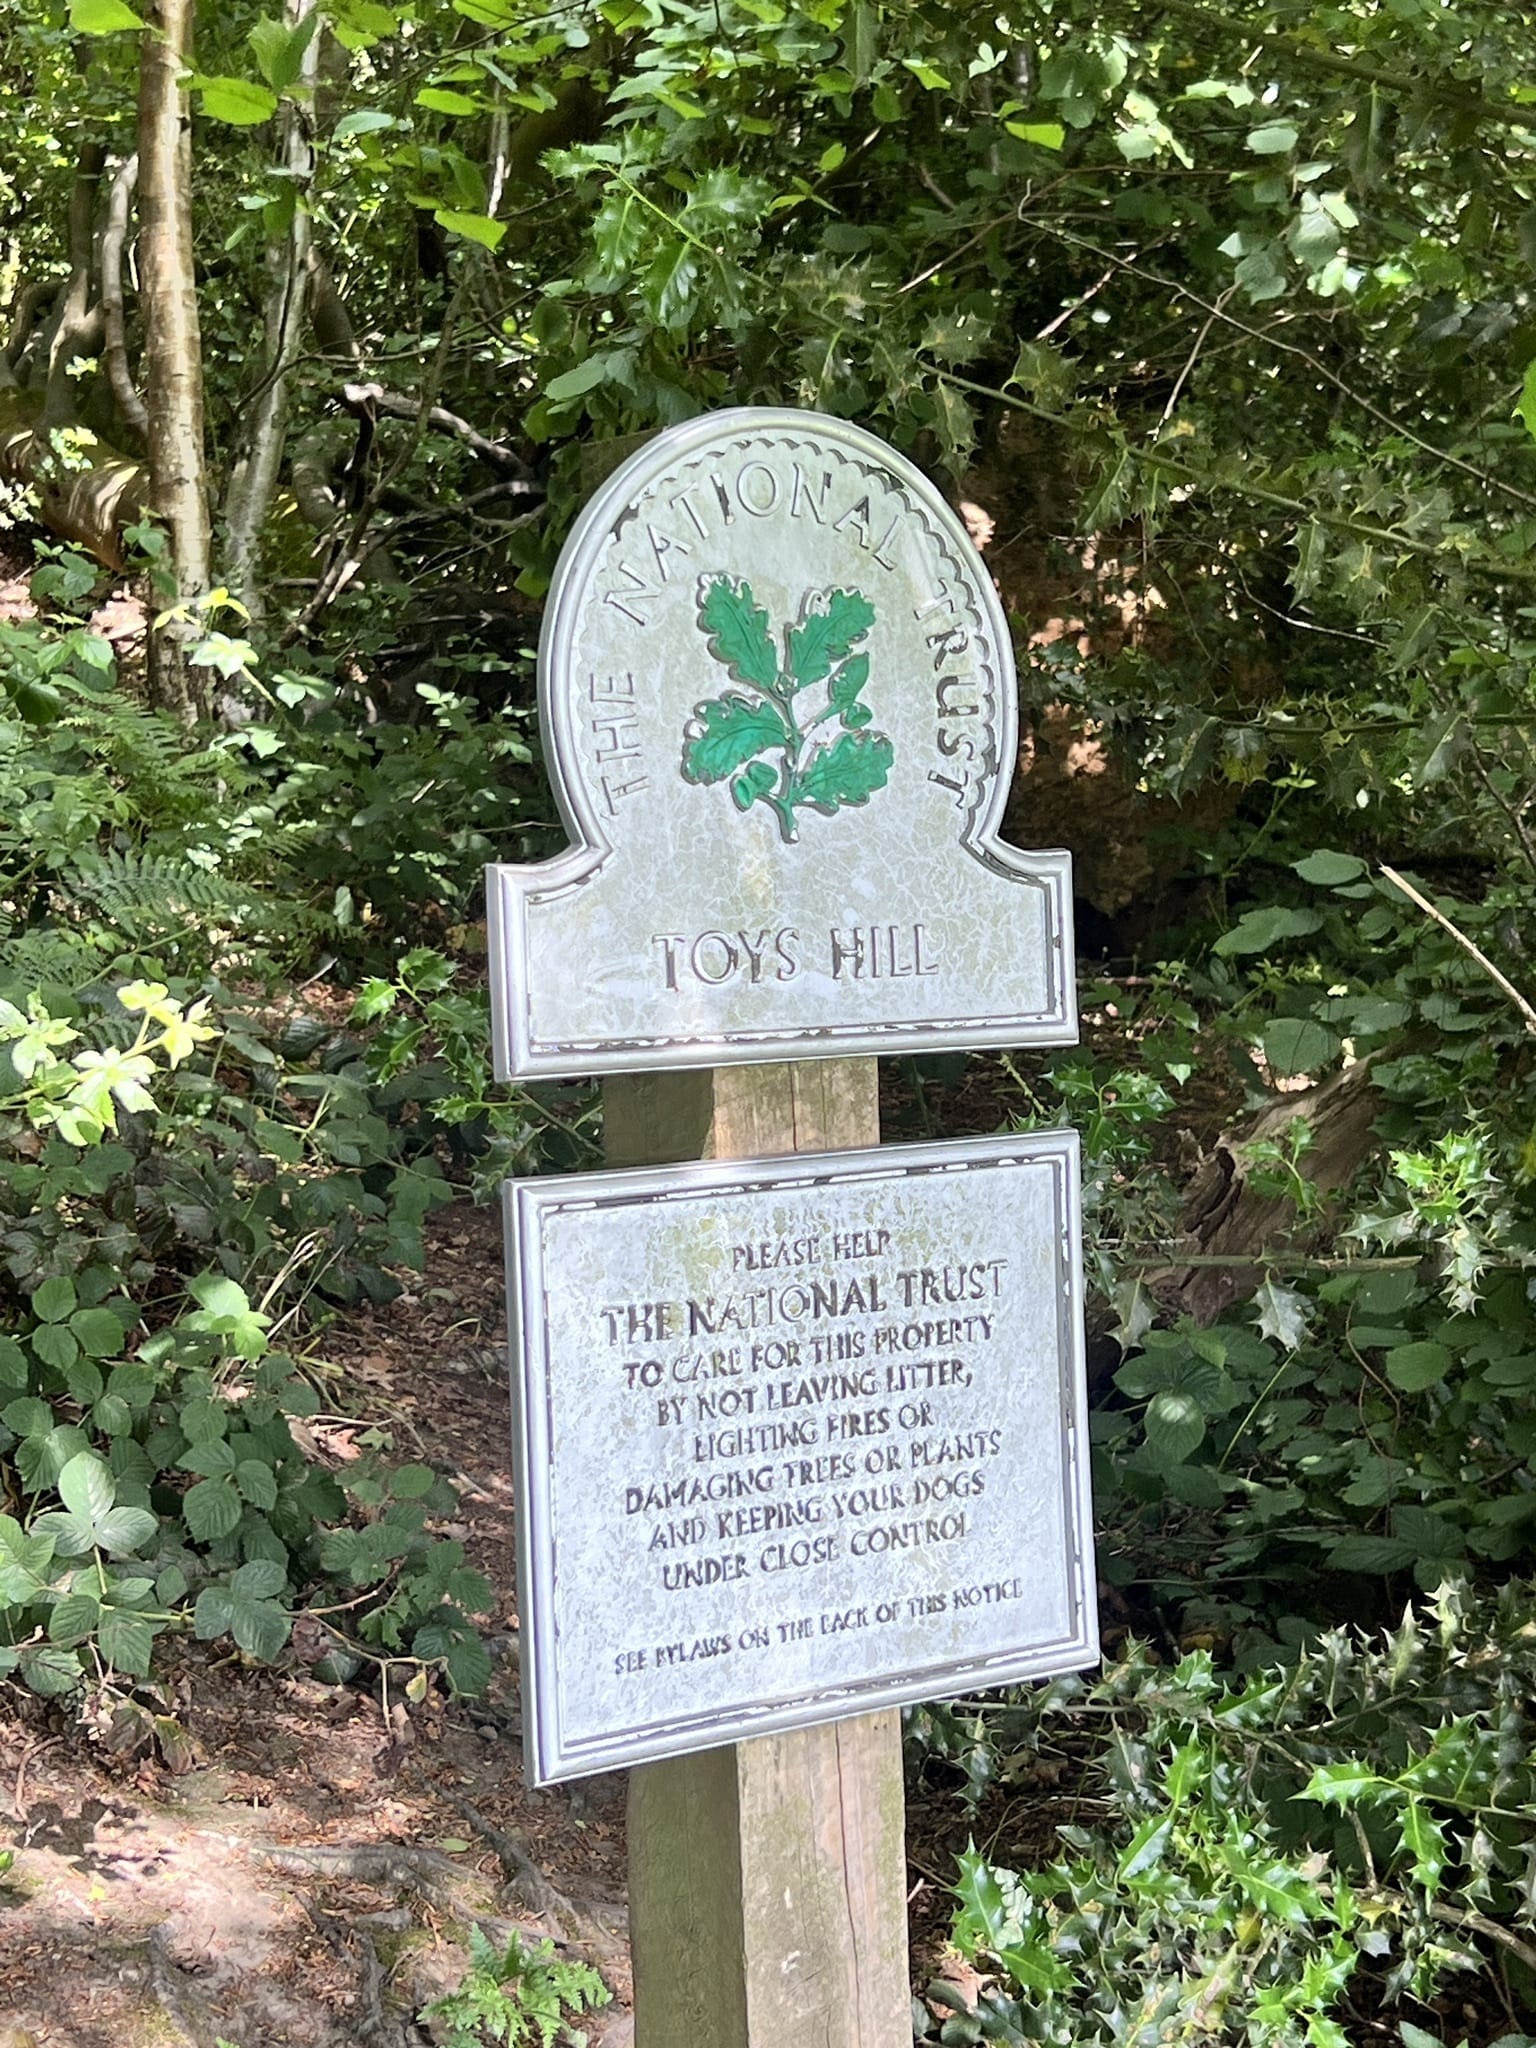 THE NATIONAL TRUST
TOYS HILL
PLEASE HELP
THE NATIONAL TRUST
TO CARE FOR THIS PROPERTY
BY NOT LEAVING LITTER,
LIGHTING FIRES OR
DAMAGING TREES OR PLANTS
AND KEEPING YOUR DOGS
UNDER CLOSE CONTROL
SEE BYLAWS ON THE BACK OF THIS NOTICE